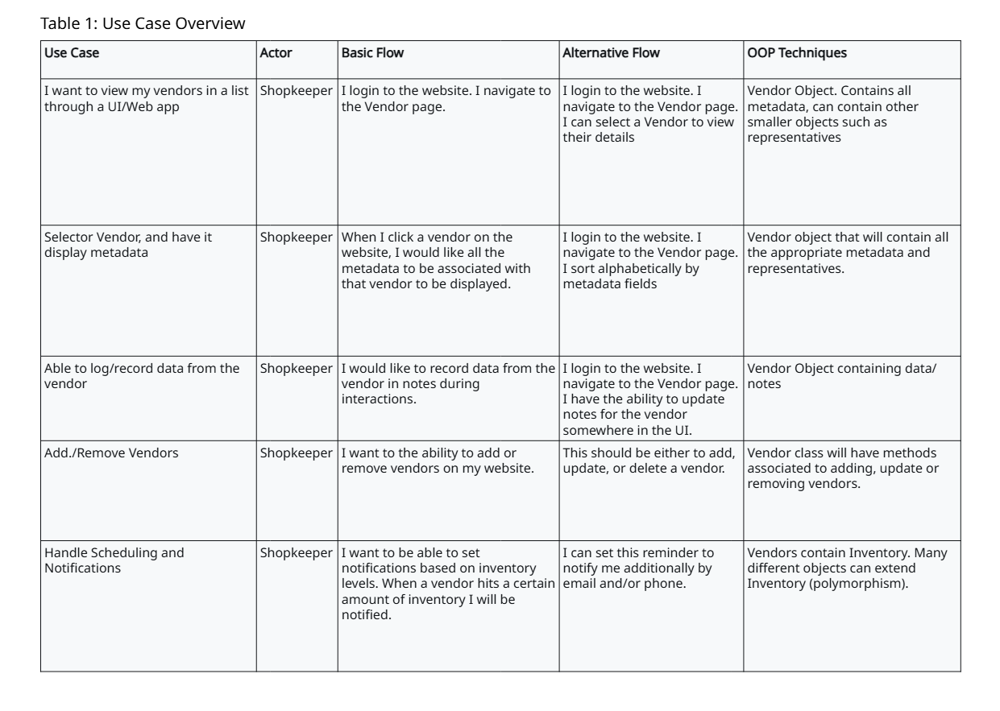 Table 1: Use Case Overview
Use Case
Actor
Basic Flow
Alternative Flow
OOP Techniques
I want to view my vendors in a list
through a UI/Web app
Shopkeeper
I login to the website. I navigate to
the Vendor page.
I login to the website. I
navigate to the Vendor page.
I can select a Vendor to view
their details
Vendor Object. Contains all
metadata, can contain other
smaller objects such as
representatives
Selector Vendor, and have it
display metadata
Shopkeeper
When I click a vendor on the
website, I would like all the
metadata to be associated with
that vendor to be displayed.
I login to the website. I
navigate to the Vendor page.
I sort alphabetically by
metadata fields
Vendor object that will contain all
the appropriate metadata and
representatives.
Able to log/record data from the
vendor
Shopkeeper
I would like to record data from the
vendor in notes during
interactions.
I login to the website. I
navigate to the Vendor page.
I have the ability to update
notes for the vendor
somewhere in the UI.
Vendor Object containing data/
notes
Add./Remove Vendors
Shopkeeper
I want to the ability to add or
remove vendors on my website.
This should be either to add,
update, or delete a vendor.
Vendor class will have methods
associated to adding, update or
removing vendors.
Handle Scheduling and
Notifications
Shopkeeper
I want to be able to set
notifications based on inventory
levels. When a vendor hits a certain
amount of inventory I will be
notified.
I can set this reminder to
notify me additionally by
email and/or phone.
Vendors contain Inventory. Many
different objects can extend
Inventory (polymorphism).